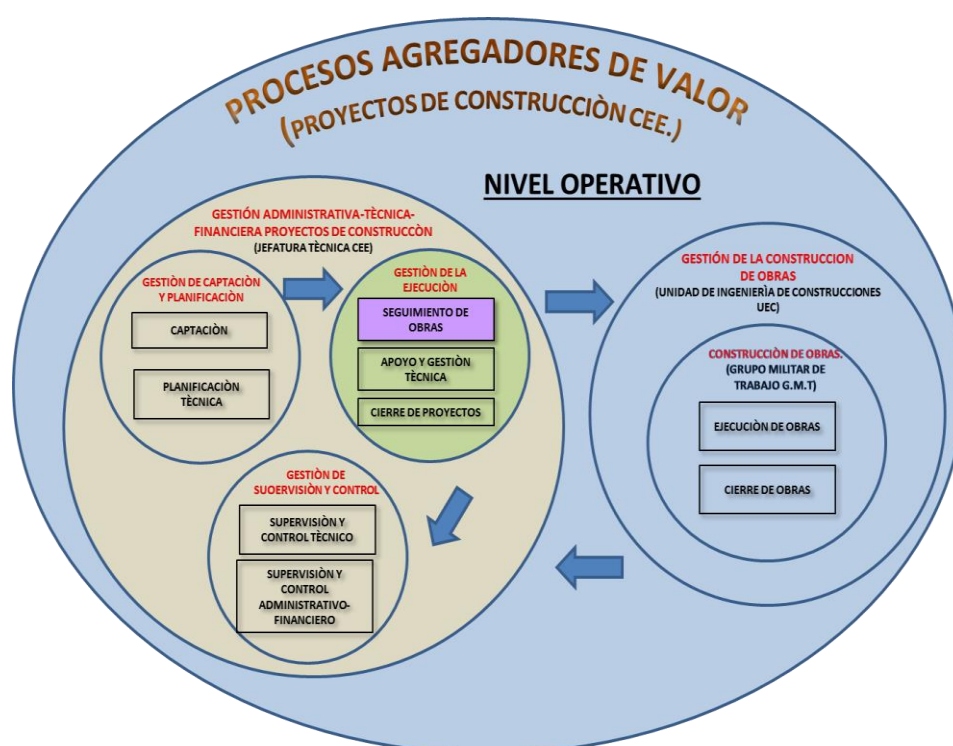 PROCESOS AGREGADORES DE VALOR
(PROYECTOS DE CONSTRUCCIÒN CEE.)
NIVEL OPERATIVO
GESTIÓN ADMINISTRATIVA-TÈCNICA-
FINANCIERA PROYECTOS DE CONSTRUCCÒN
(JEFATURA TÈCNICA CEE)
GESTIÒN DE CAPTACIÒN
Y PLANIFICACIÒN
CAPTACIÒN
PLANIFICACIÒN
TÈCNICA
GESTIÒN DE LA
EJECUCIÒN
SEGUIMIENTO DE
OBRAS
APOYO Y GESTIÒN
TÈCNICA
CIERRE DE PROYECTOS
GESTIÒN DE
SUOERVISIÒN Y CONTROL
SUPERVISIÒN Y
CONTROL TÈCNICO
SUPERVISIÒN Y
CONTROL
ADMINISTRATIVO-
FINANCIERO
GESTIÓN DE LA CONSTRUCCION
DE OBRAS
(UNIDAD DE INGENIERÌA DE CONSTRUCCIONES
UEC)
CONSTRUCCIÒN DE OBRAS.
(GRUPO MILITAR DE
TRABAJO G.M.T)
EJECUCIÒN DE OBRAS
CIERRE DE OBRAS